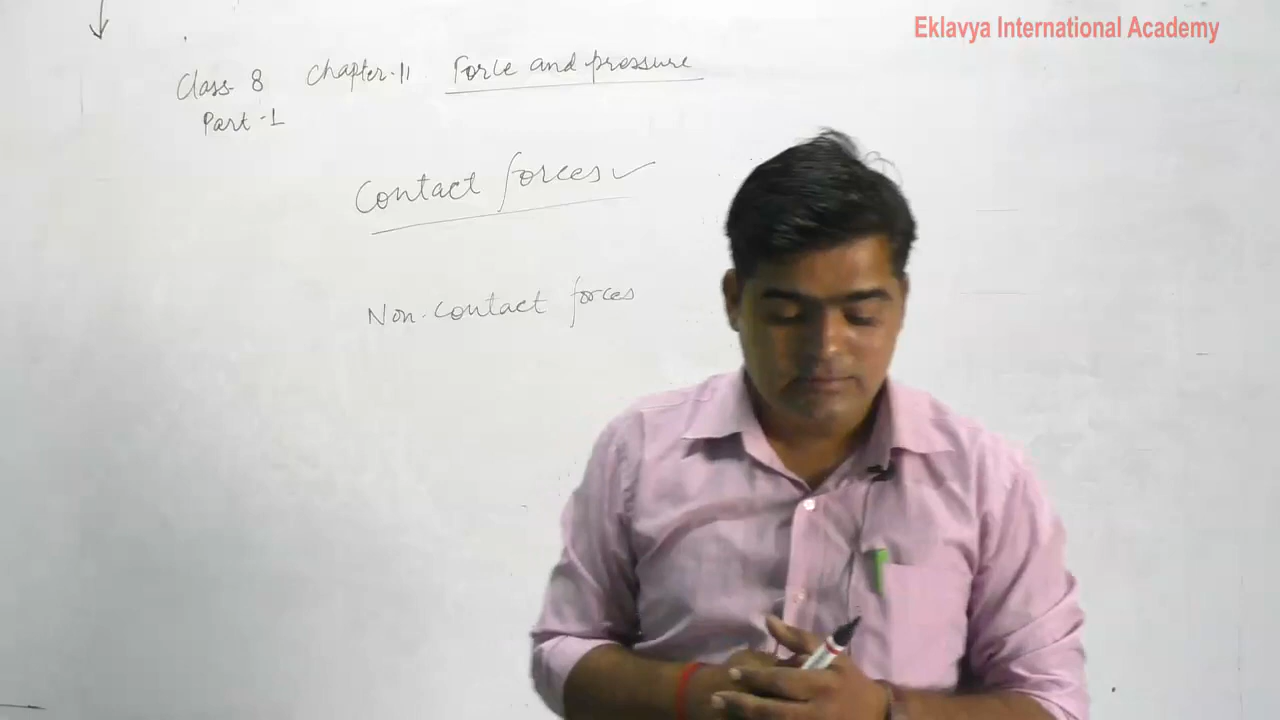 Eklavya International Academy
Class- 8 Chapter-11 Force and pressure
Part-1
Contact forces
Non-contact forces